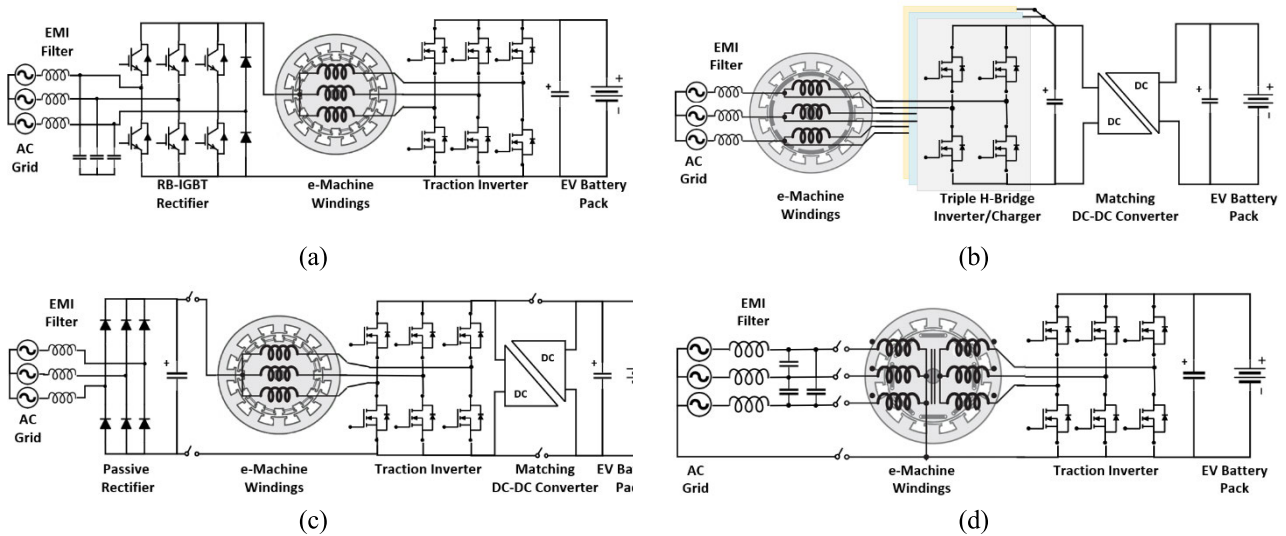 EMI
Filter
AC
Grid
RB-IGBT
Rectifier
e-Machine
Windings
Traction Inverter
EV Battery
Pack
+
+
−
(a)
EMI
Filter
AC
Grid
e-Machine
Windings
Triple H-Bridge
Inverter/Charger
Matching
DC-DC Converter
EV Battery
Pack
DC
DC
+
+
+
−
(b)
EMI
Filter
AC
Grid
Passive
Rectifier
e-Machine
Windings
Traction Inverter
Matching
DC-DC Converter
EV Ba
Pac
DC
DC
+
+
(c)
EMI
Filter
AC
Grid
e-Machine
Windings
Traction Inverter
EV Battery
Pack
+
+
−
(d)